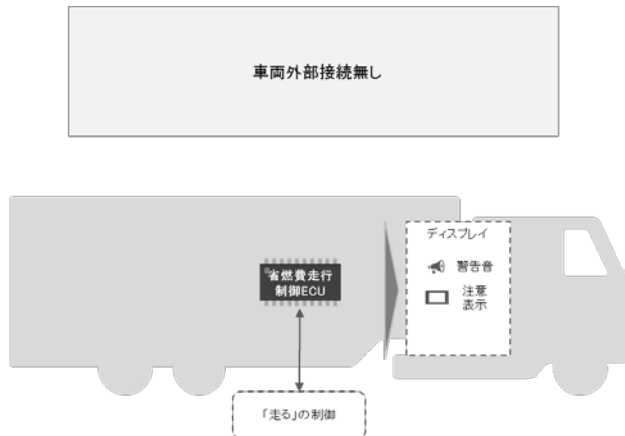 車両外部接続無し
ディスプレイ
警告音
注意
表示
省燃費走行
制御ECU
「走る」の制御